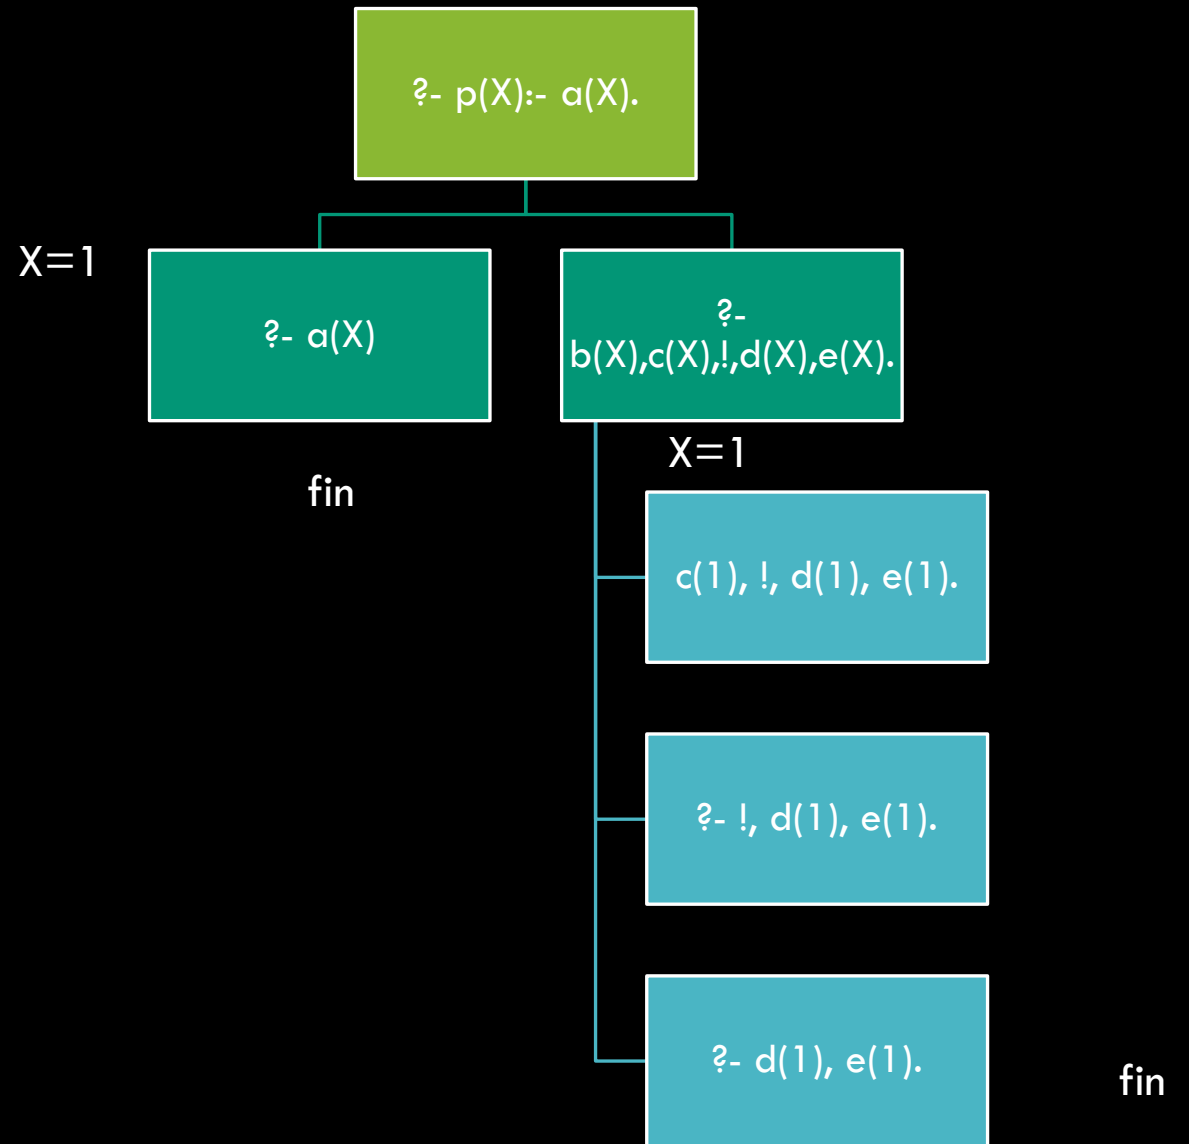 ?- p(X):- a(X).
X=1
?- a(X)
fin
?-
b(X),c(X),!,d(X),e(X).
X=1
c(1), !, d(1), e(1).
?- !, d(1), e(1).
?- d(1), e(1).
fin